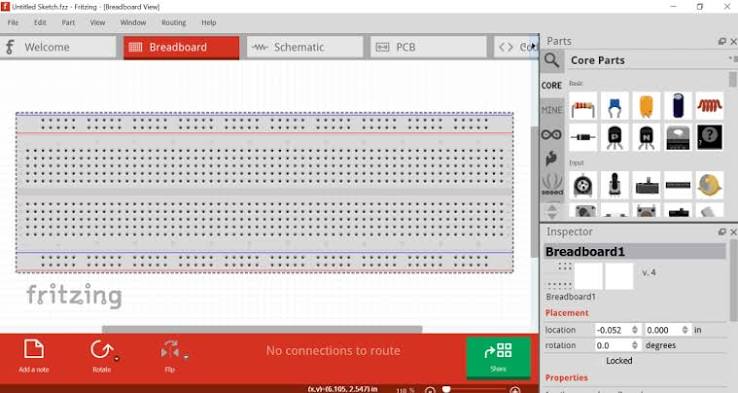 Untitled Sketch.fzz - Fritzing - [Breadboard View]
File Edit Part View Window Routing Help
Welcome
Breadboard
Schematic
PCB
Parts
Core Parts
CORE
Basic
MINE
Input
seeed
fritzing
Inspector
Breadboard1
v. 4
Breadboard1
Placement
location -0.052 0.000 in
rotation 0.0 degrees
Locked
Properties
Add a note
Rotate
Flip
No connections to route
Share
(x,y)=(6.105, 2.547) in
110 %